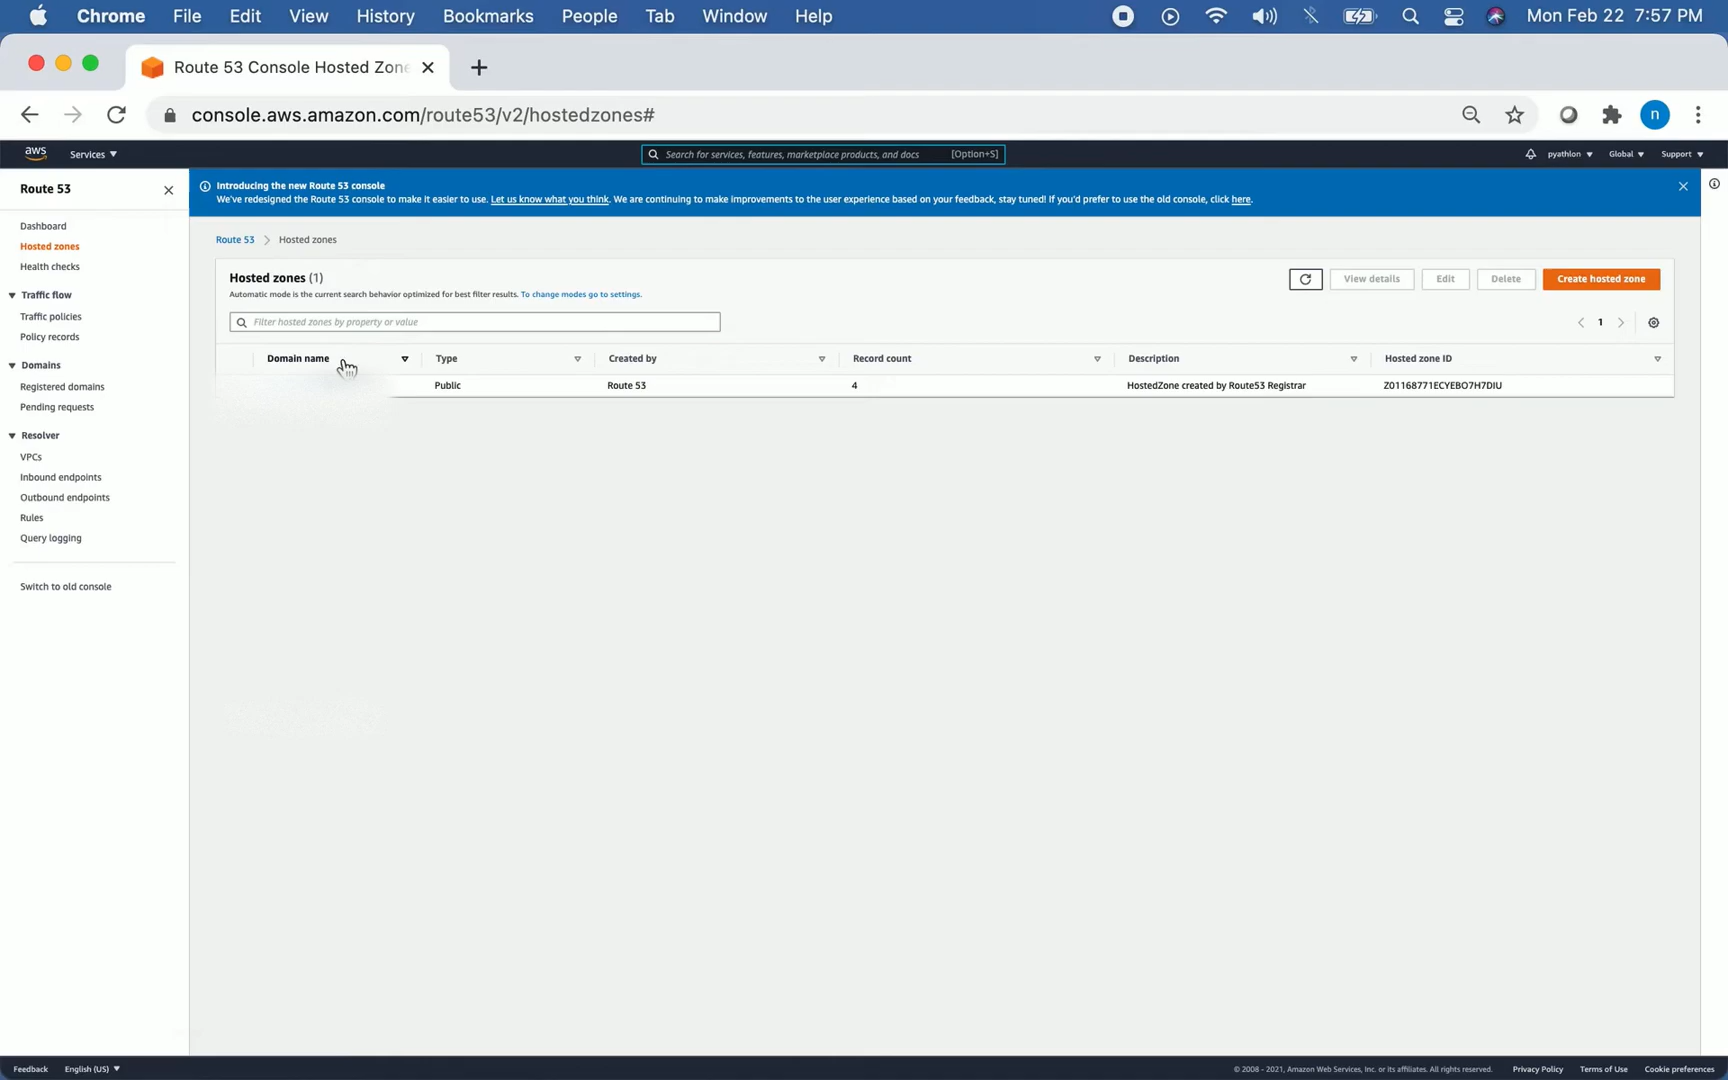 Chrome File Edit View History Bookmarks People Tab Window Help Mon Feb 22 7:57 PM
Route 53 Console Hosted Zone
console.aws.amazon.com/route53/v2/hostedzones#
n
aws Services Search for services, features, marketplace products, and docs [Option+S] pyathlon Global Support
Route 53
Dashboard
Hosted zones
Health checks
Traffic flow
Traffic policies
Policy records
Domains
Registered domains
Pending requests
Resolver
VPCs
Inbound endpoints
Outbound endpoints
Rules
Query logging
Switch to old console
Introducing the new Route 53 console
We've redesigned the Route 53 console to make it easier to use. Let us know what you think. We are continuing to make improvements to the user experience based on your feedback, stay tuned! If you'd prefer to use the old console, click here.
Route 53 > Hosted zones
Hosted zones (1)
Automatic mode is the current search behavior optimized for best filter results. To change modes go to settings.
View details Edit Delete Create hosted zone
Filter hosted zones by property or value
1
Domain name Type Created by Record count Description Hosted zone ID
Public Route 53 4 HostedZone created by Route53 Registrar Z01168771ECYEBO7H7DIU
Feedback English (US) © 2008 - 2021, Amazon Web Services, Inc. or its affiliates. All rights reserved. Privacy Policy Terms of Use Cookie preferences